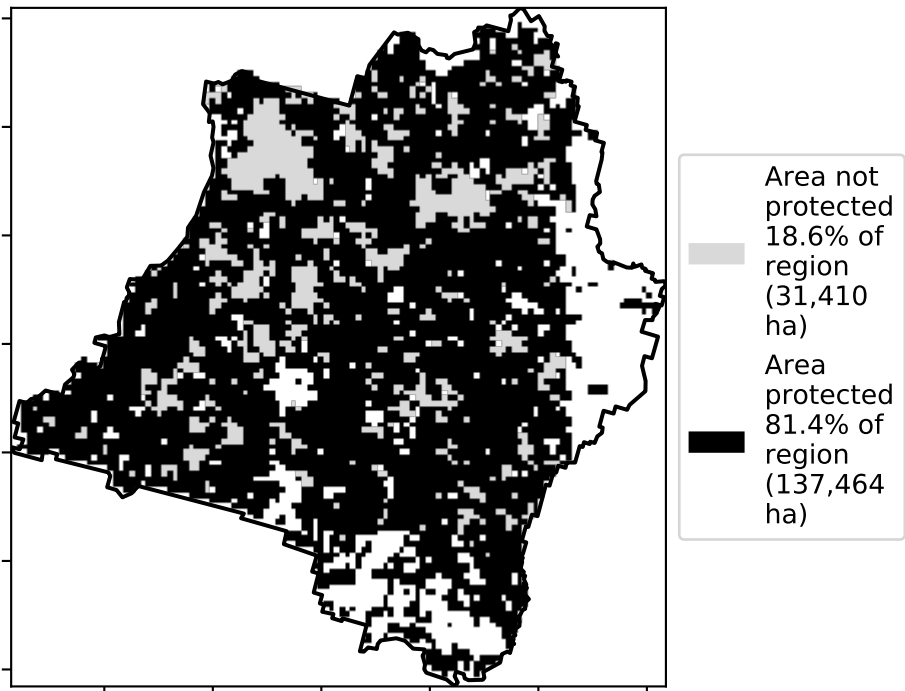 Area not
protected
18.6% of
region
(31,410
ha)
Area
protected
81.4% of
region
(137,464
ha)